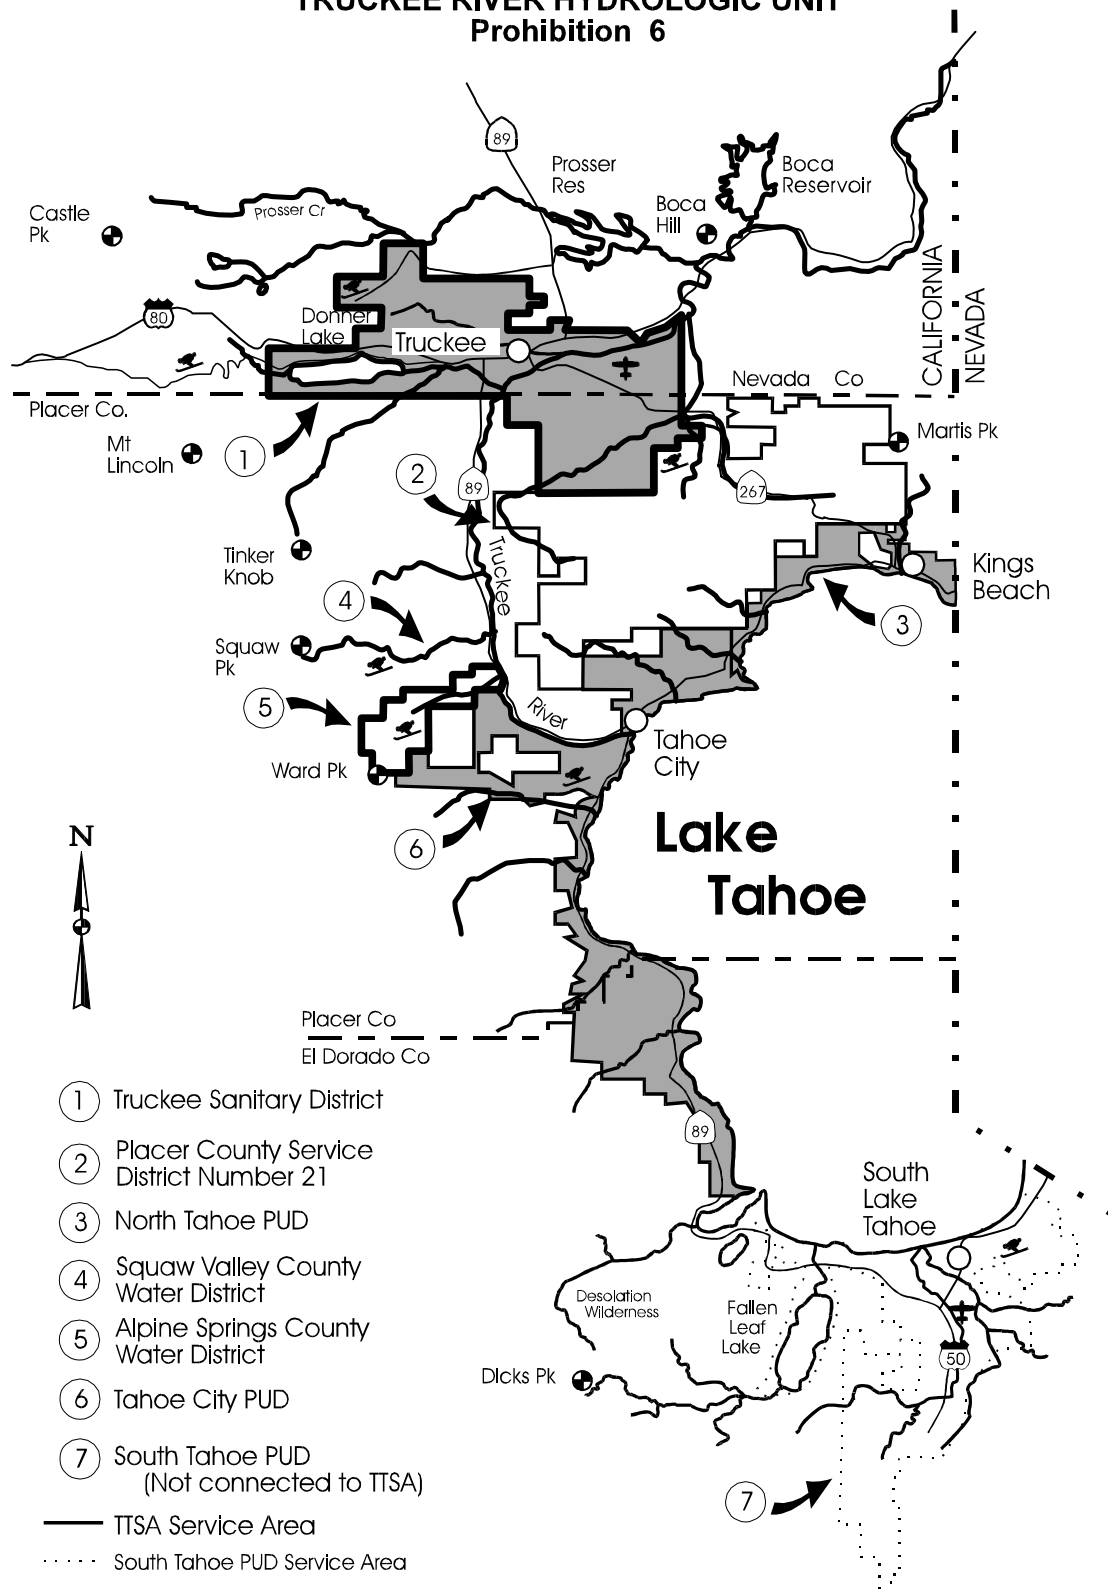 TRUCKEE RIVER HYDROLOGIC UNIT
Prohibition 6
89
Prosser
Res
Boca
Reservoir
Boca
Hill
Castle
Pk
Prosser Cr
CALIFORNIA
NEVADA
80
Donner
Lake
Truckee
Nevada Co
Placer Co.
Mt
Lincoln
1
Martis Pk
2
89
267
Tinker
Knob
Truckee
Kings
Beach
4
3
Squaw
Pk
5
River
Tahoe
City
Ward Pk
6
Lake
Tahoe
N
Placer Co
El Dorado Co
89
South
Lake
Tahoe
Desolation
Wilderness
Fallen
Leaf
Lake
50
Dicks Pk
7
1 Truckee Sanitary District
2 Placer County Service
District Number 21
3 North Tahoe PUD
4 Squaw Valley County
Water District
5 Alpine Springs County
Water District
6 Tahoe City PUD
7 South Tahoe PUD
(Not connected to TTSA)
TTSA Service Area
South Tahoe PUD Service Area